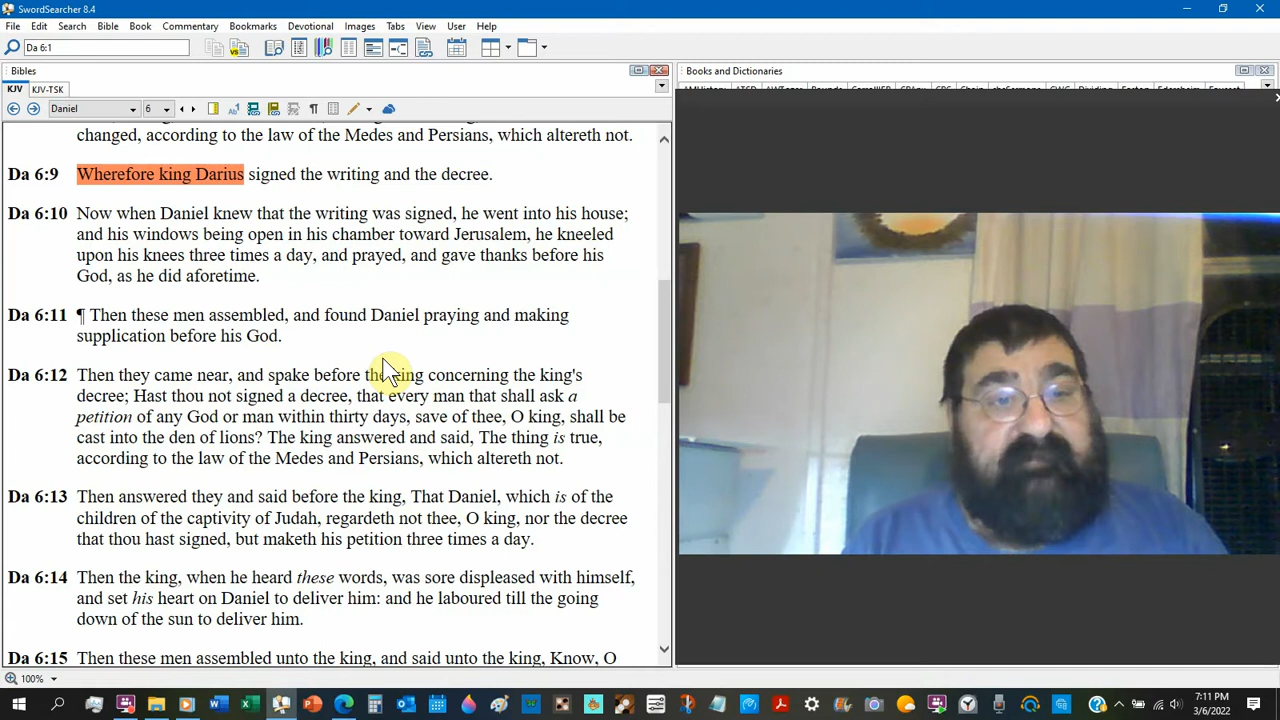 SwordSearcher 8.4
File Edit Search Bible Book Commentary Bookmarks Devotional Images Tabs View User Help
Da 6:1
Bibles
Books and Dictionaries
KJV KJV-TSK
Daniel 6
changed, according to the law of the Medes and Persians, which altereth not.
Da 6:9 Wherefore king Darius signed the writing and the decree.
Da 6:10 Now when Daniel knew that the writing was signed, he went into his house;
and his windows being open in his chamber toward Jerusalem, he kneeled
upon his knees three times a day, and prayed, and gave thanks before his
God, as he did aforetime.
Da 6:11 ¶ Then these men assembled, and found Daniel praying and making
supplication before his God.
Da 6:12 Then they came near, and spake before the king concerning the king's
decree; Hast thou not signed a decree, that every man that shall ask a
petition of any God or man within thirty days, save of thee, O king, shall be
cast into the den of lions? The king answered and said, The thing is true,
according to the law of the Medes and Persians, which altereth not.
Da 6:13 Then answered they and said before the king, That Daniel, which is of the
children of the captivity of Judah, regardeth not thee, O king, nor the decree
that thou hast signed, but maketh his petition three times a day.
Da 6:14 Then the king, when he heard these words, was sore displeased with himself,
and set his heart on Daniel to deliver him: and he laboured till the going
down of the sun to deliver him.
Da 6:15 Then these men assembled unto the king, and said unto the king, Know, O
100%
7:11 PM
3/6/2022